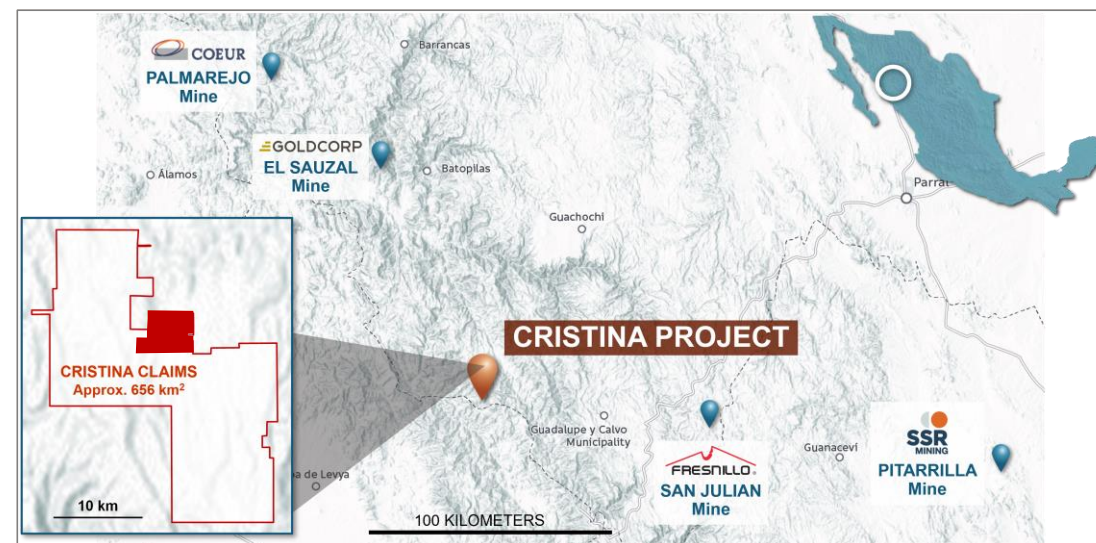 COEUR
PALMAREJO
Mine
Barrancas
GOLDCORP
EL SAUZAL
Mine
Álamos
Batopilas
Parral
Guachochi
CRISTINA PROJECT
CRISTINA CLAIMS
Approx. 656 km²
10 km
de Levya
Guadalupe y Calvo
Municipality
FRESNILLO
SAN JULIAN
Mine
Guanaceví
SSR
MINING
PITARRILLA
Mine
100 KILOMETERS